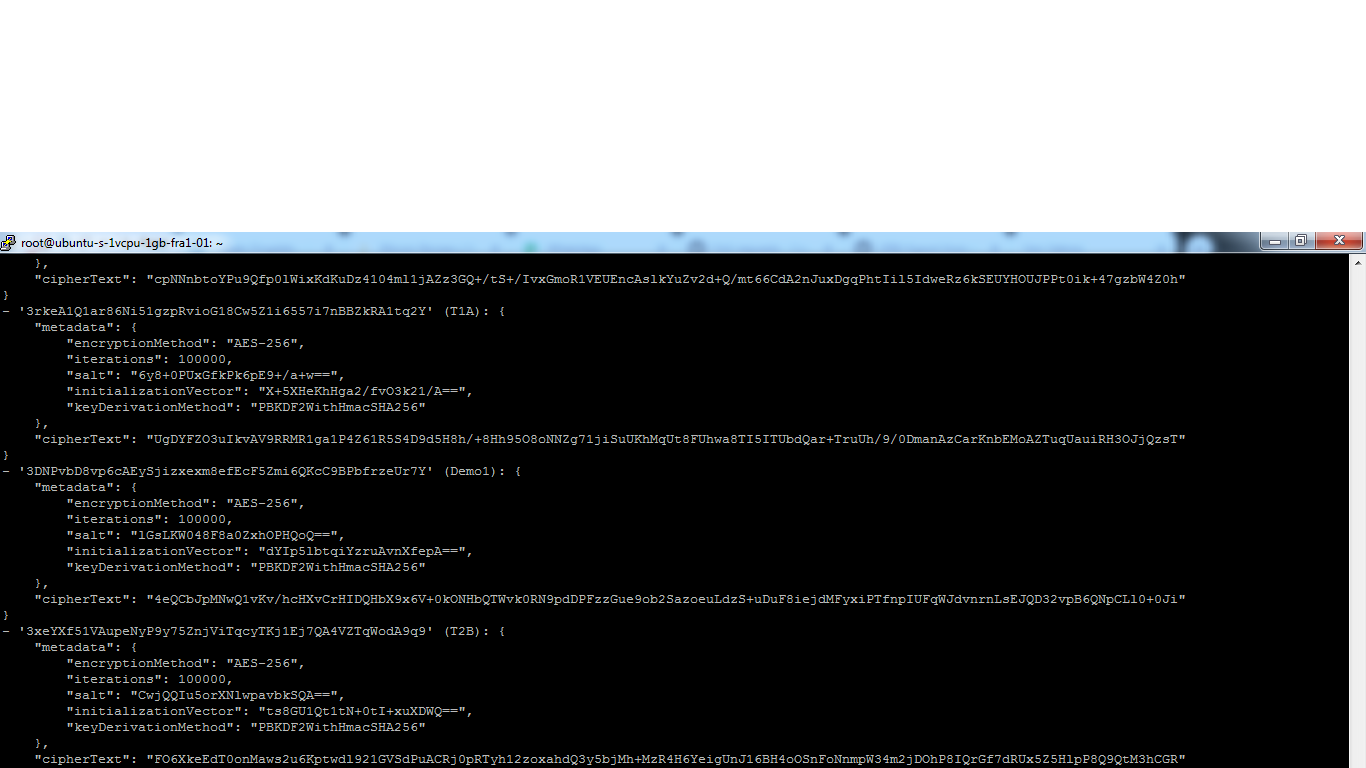 root@ubuntu-s-1vcpu-1gb-fra1-01: ~
},
"cipherText": "cpNNnbtoYPu9Qfp0lWixKdKuDz4104ml1jAZz3GQ+/tS+/IvxGmoR1VEUEncAslkYuZv2d+Q/mt66CdA2nJuxDgqPhtIil5IdweRz6kSEUYHOUJPPt0ik+47gzbW4Z0h"
}
- '3rkeA1Q1ar86Ni51gzpRvioG18Cw5Z1i6557i7nBBZkRA1tq2Y' (T1A): {
"metadata": {
"encryptionMethod": "AES-256",
"iterations": 100000,
"salt": "6y8+0PUxGfkPk6pE9+/a+w==",
"initializationVector": "X+5XHeKhHga2/fvO3k21/A==",
"keyDerivationMethod": "PBKDF2WithHmacSHA256"
},
"cipherText": "UgDYFZO3uIkvAV9RRMR1ga1P4Z61R5S4D9d5H8h/+8Hh95O8oNNZg71jiSuUKhMqUt8FUhwa8TI5ITUbdQar+TruUh/9/0DmanAzCarKnbEMoAZTuqUauiRH3OJjQzsT"
}
- '3DNPvbD8vp6cAEySjizxexm8efEcF5Zmi6QKcC9BPbfrzeUr7Y' (Demo1): {
"metadata": {
"encryptionMethod": "AES-256",
"iterations": 100000,
"salt": "lGsLKW048F8a0ZxhOPHQoQ==",
"initializationVector": "dYIp5lbtqiYzruAvnXfepA==",
"keyDerivationMethod": "PBKDF2WithHmacSHA256"
},
"cipherText": "4eQCbJpMNwQ1vKv/hcHXvCrHIDQHbX9x6V+0kONHbQTWvk0RN9pdDPFzzGue9ob2SazoeuLdzS+uDuF8iejdMFyxiPTfnpIUFqWJdvnrnLsEJQD32vpB6QNpCLl0+0Ji"
}
- '3xeYXf51VAupeNyP9y75ZnjViTqcyTKj1Ej7QA4VZTqWodA9q9' (T2B): {
"metadata": {
"encryptionMethod": "AES-256",
"iterations": 100000,
"salt": "CwjQQIu5orXNlwpavbkSQA==",
"initializationVector": "ts8GU1Qt1tN+0tI+xuXDWQ==",
"keyDerivationMethod": "PBKDF2WithHmacSHA256"
},
"cipherText": "FO6XkeEdT0onMaws2u6Kptwdl921GVSdPuACRj0pRTyh12zoxahdQ3y5bjMh+MzR4H6YeigUnJ16BH4oOSnFoNnmpW34m2jDOhP8IQrGf7dRUx5Z5HlpP8Q9QtM3hCGR"